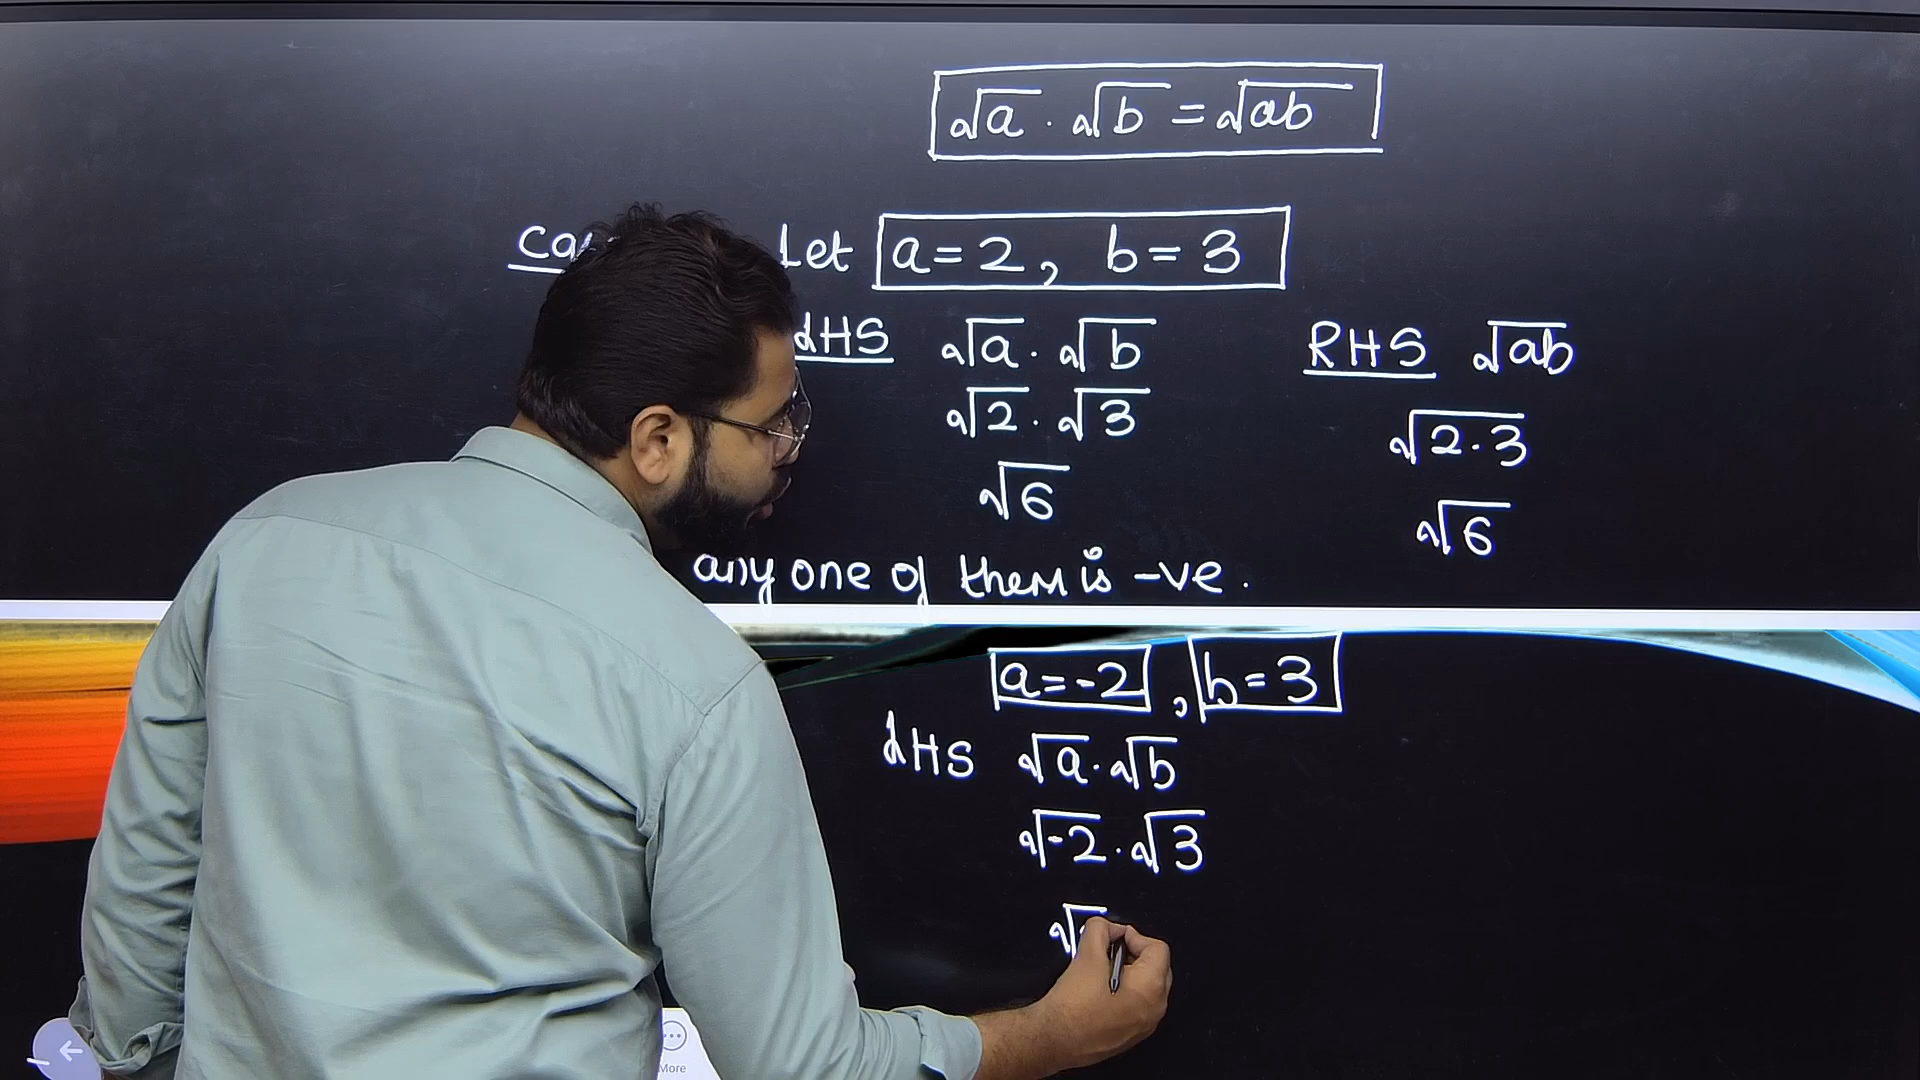 √a · √b = √ab
Let a = 2, b = 3
LHS √a · √b
√2 · √3
√6
RHS √ab
√2·3
√6
any one of them is -ve.
a = -2, b = 3
LHS √a · √b
√-2 · √3
More